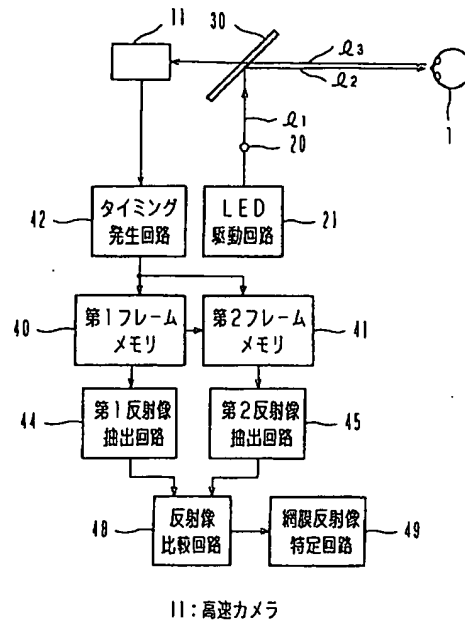 11
30
ℓ3
ℓ2
1
ℓ1
20
42
タイミング
発生回路
LED
駆動回路
21
40
第1フレーム
メモリ
第2フレーム
メモリ
41
44
第1反射像
抽出回路
第2反射像
抽出回路
45
48
反射像
比較回路
網膜反射像
特定回路
49
11:高速カメラ